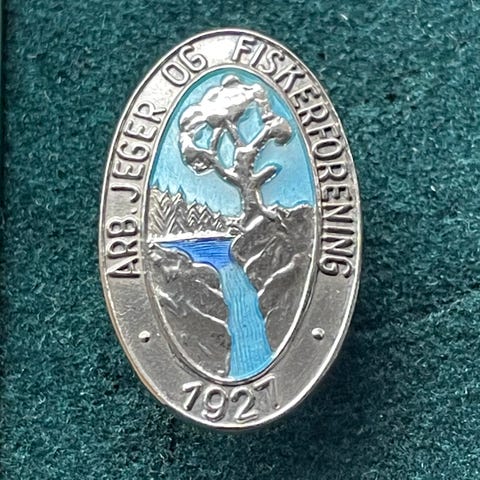 ARB. JEGER OG FISKERFORENING
1927